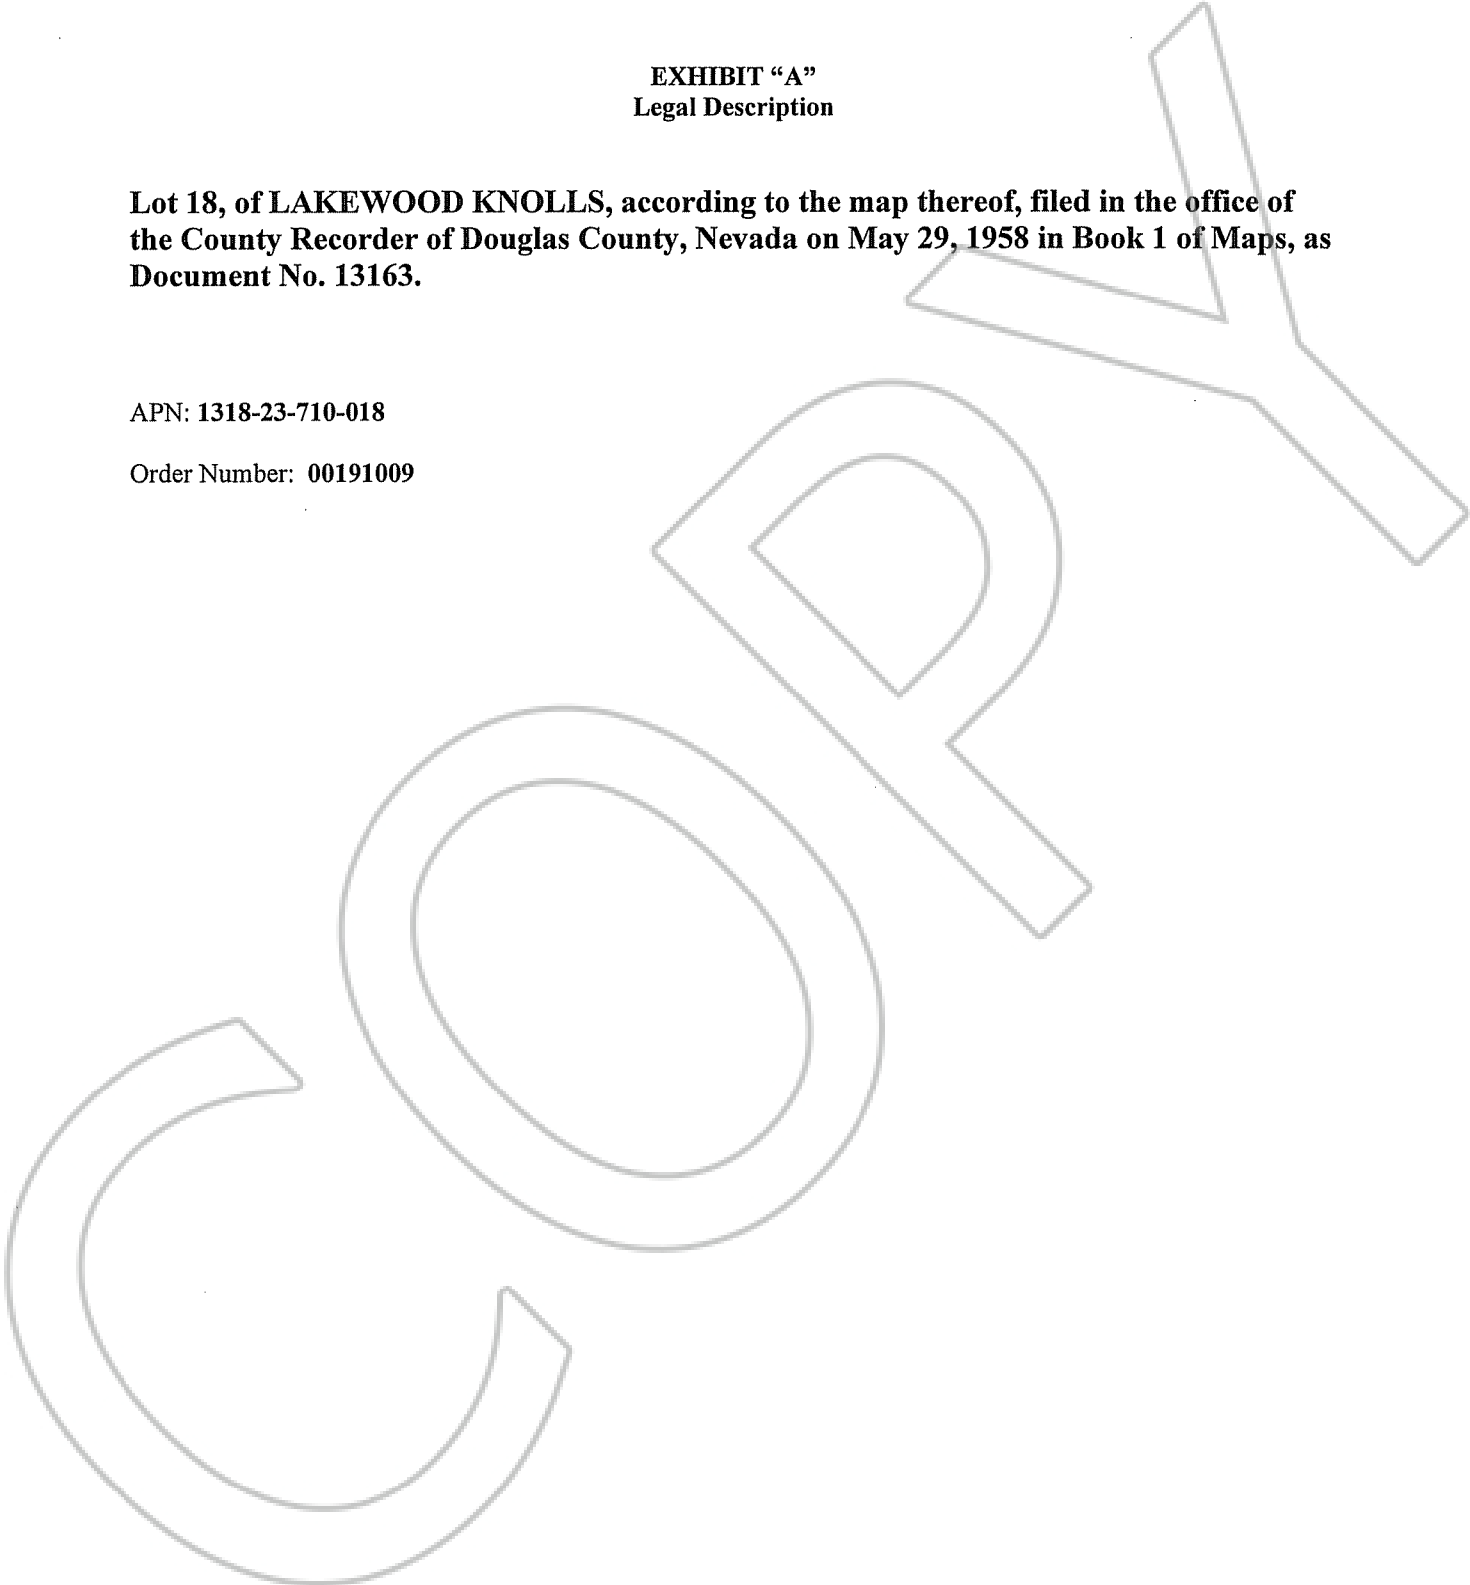 EXHIBIT “A”
Legal Description
Lot 18, of LAKEWOOD KNOLLS, according to the map thereof, filed in the office of
the County Recorder of Douglas County, Nevada on May 29, 1958 in Book 1 of Maps, as
Document No. 13163.
APN: 1318-23-710-018
Order Number: 00191009
COPY